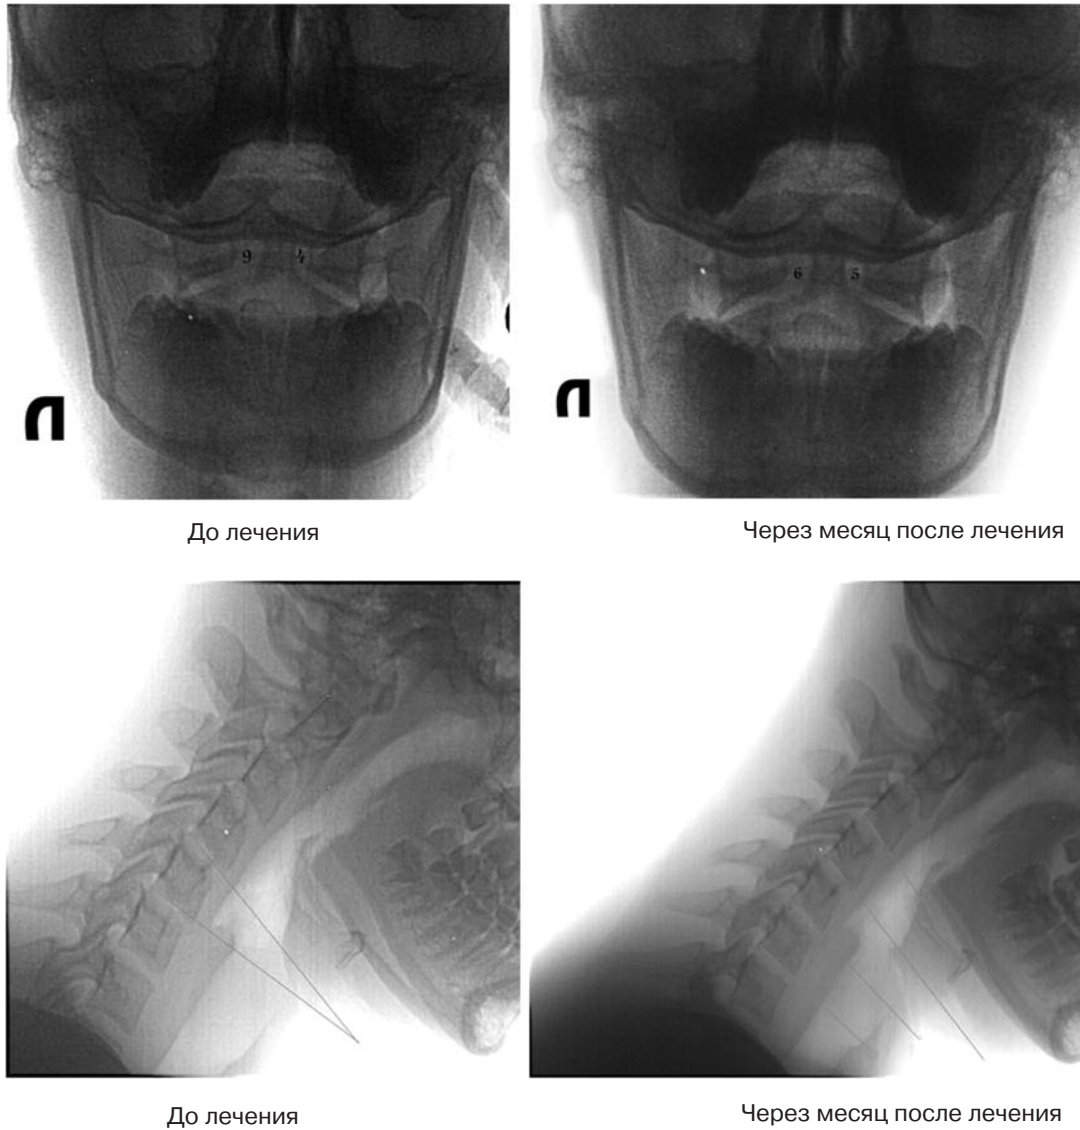 9 4
6 5
П
П
До лечения
Через месяц после лечения
До лечения
Через месяц после лечения